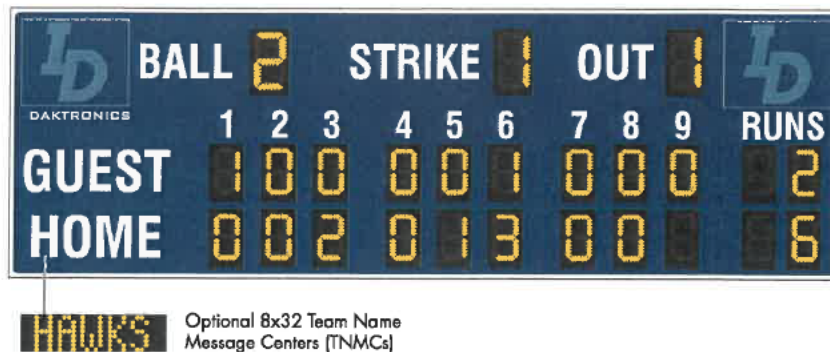 LD BALL 2 STRIKE 1 OUT 1 LD
DAKTRONICS
1 2 3 4 5 6 7 8 9 RUNS
GUEST 1 0 0 0 0 1 0 0 0 2
HOME 0 0 2 0 1 3 0 0 6
HAWKS
Optional 8x32 Team Name
Message Centers (TNMCs)